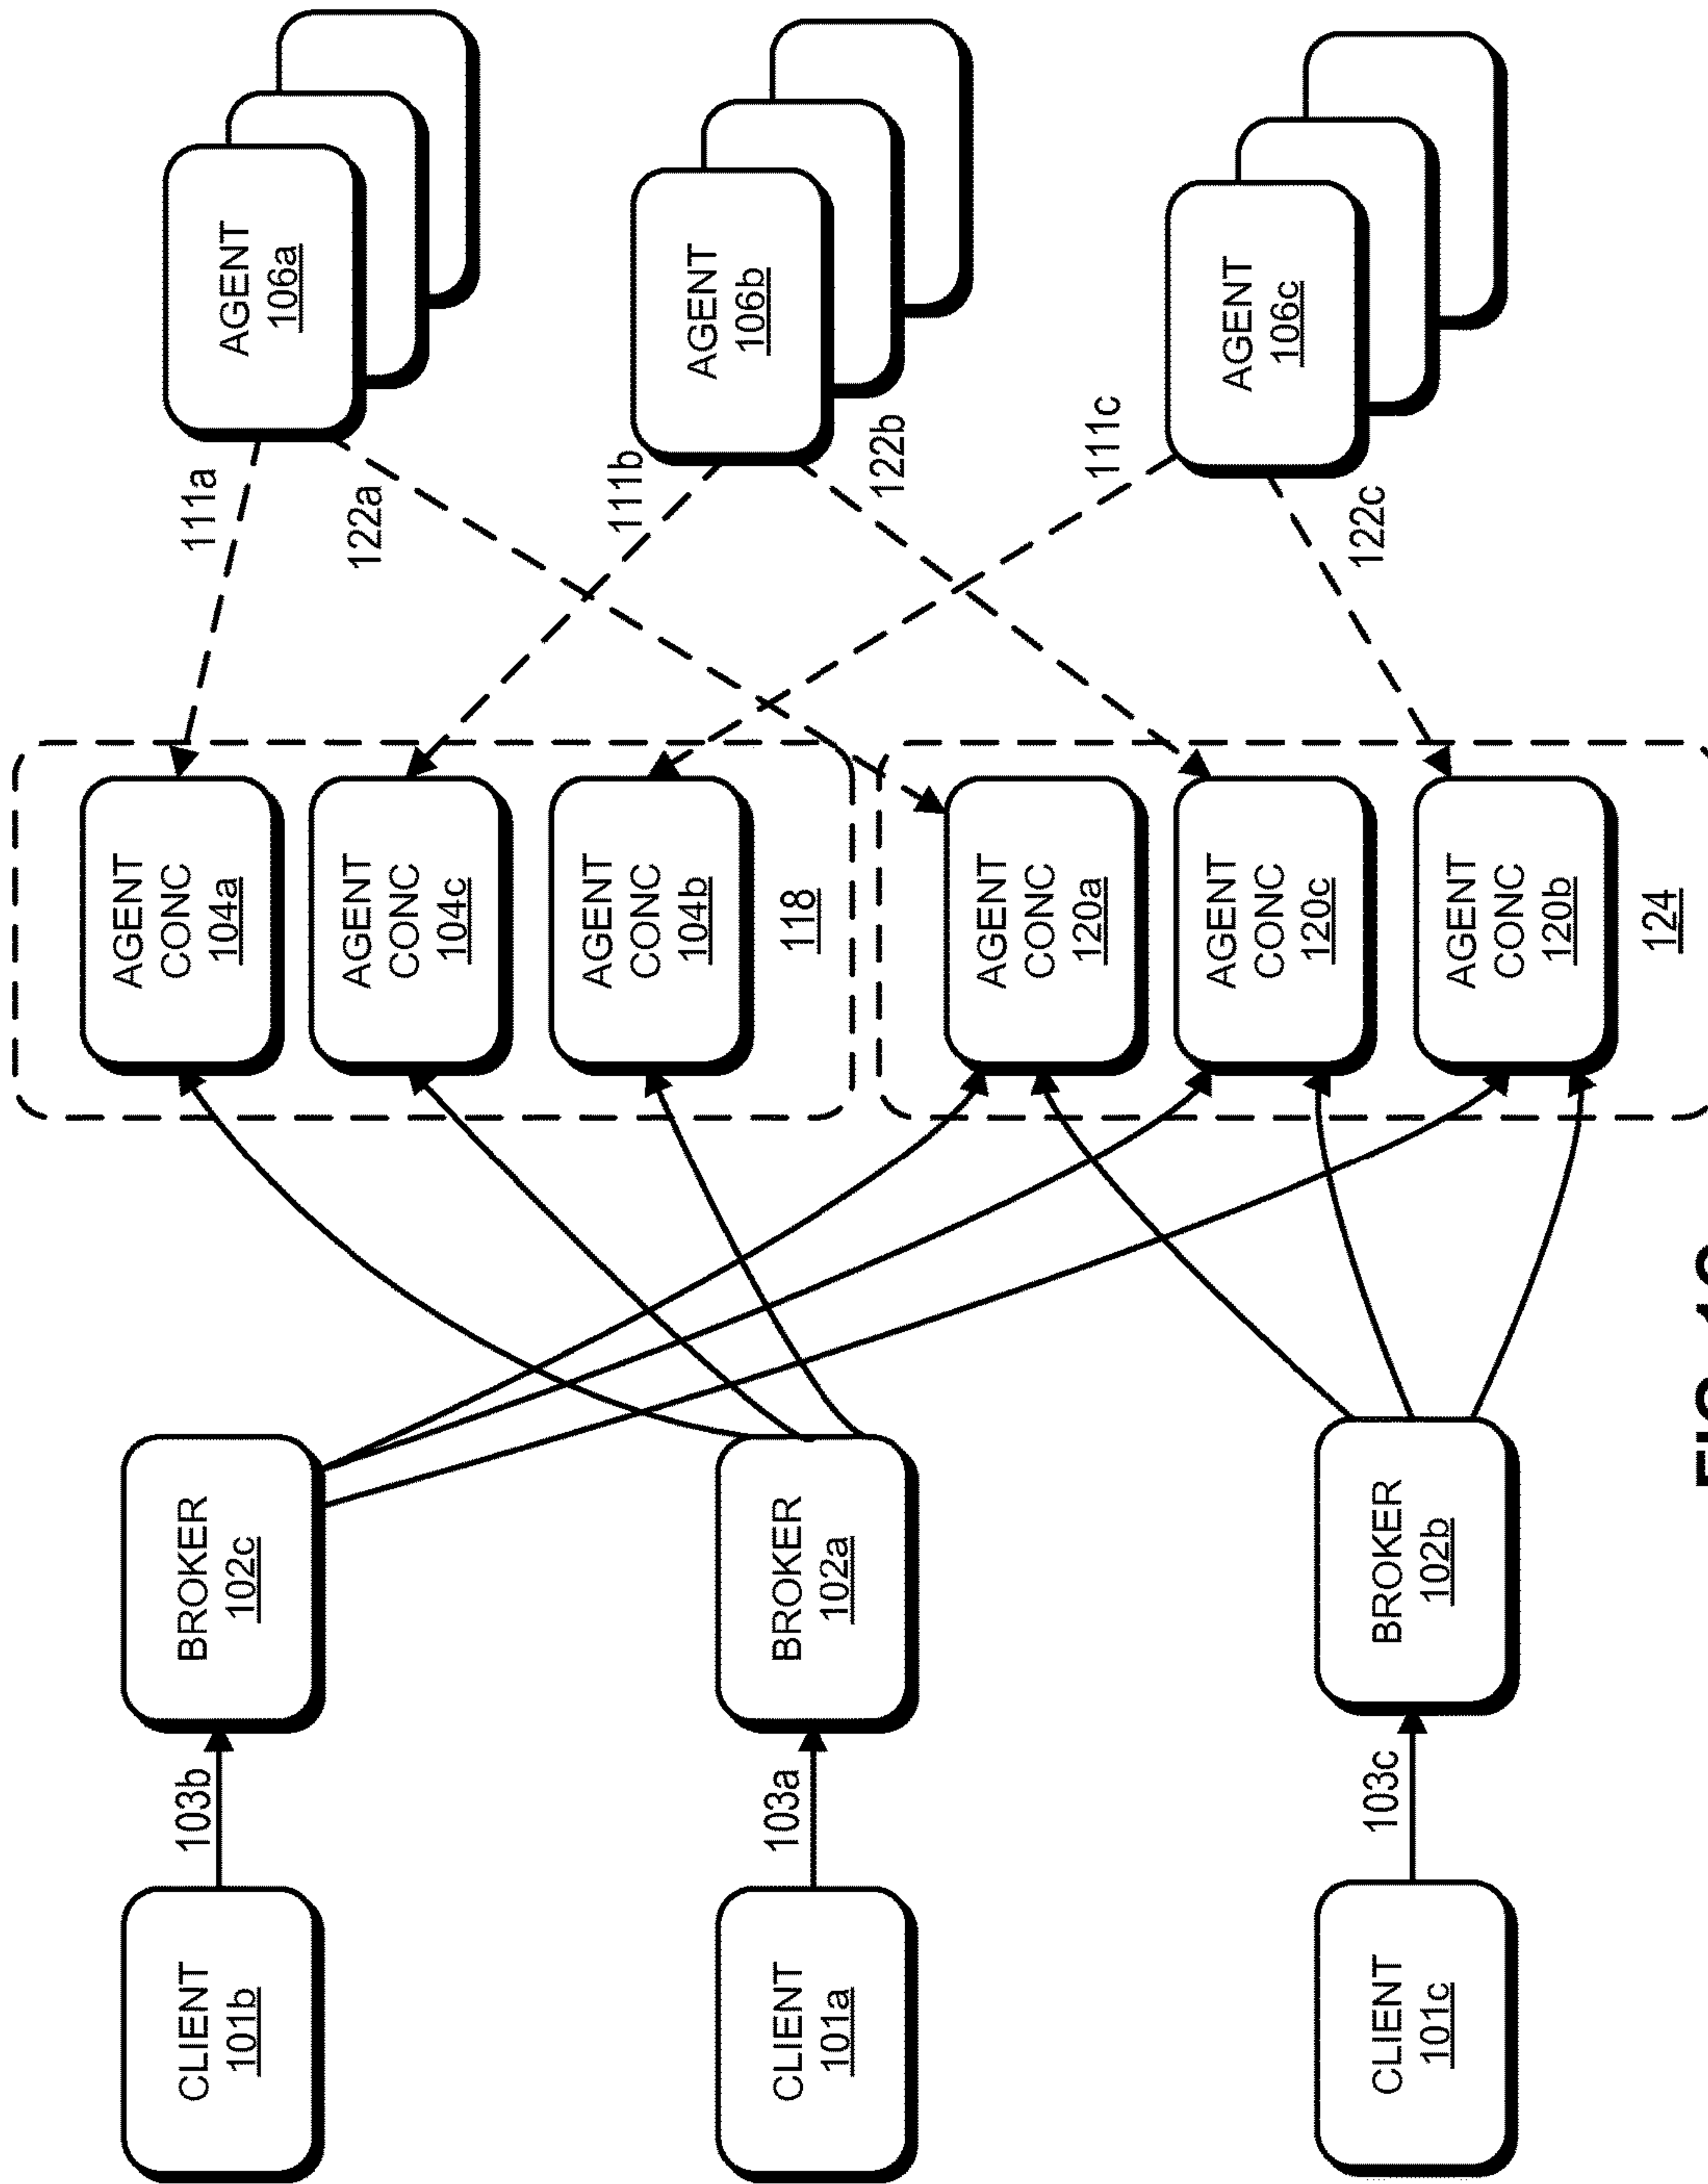 CLIENT
101b
103b
BROKER
102c
CLIENT
101a
103a
BROKER
102a
CLIENT
101c
103c
BROKER
102b
AGENT
CONC
104a
AGENT
CONC
104c
AGENT
CONC
104b
118
AGENT
CONC
120a
AGENT
CONC
120c
AGENT
CONC
120b
124
111a
122a
111b
122b
111c
122c
AGENT
106a
AGENT
106b
AGENT
106c